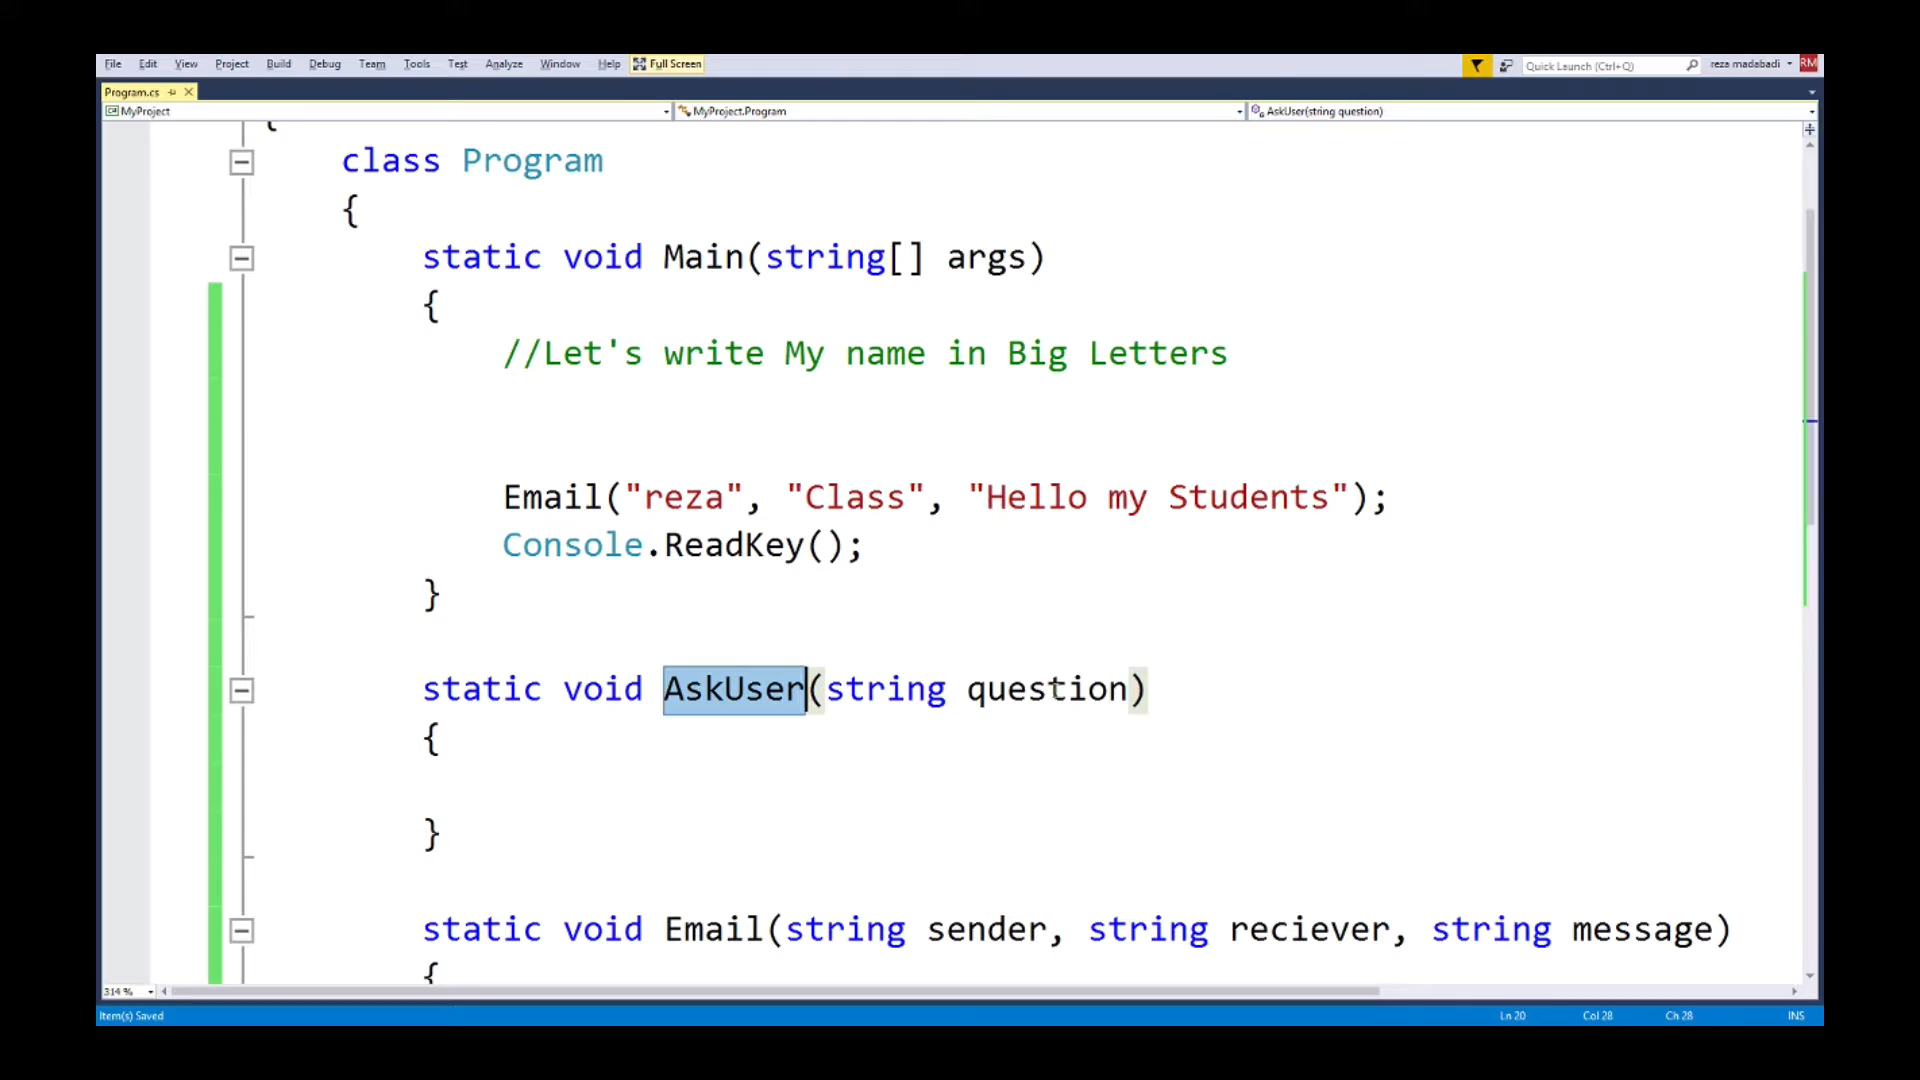 File Edit View Project Build Debug Team Tools Test Analyze Window Help Full Screen Quick Launch (Ctrl+Q) reza madabadi RM
Program.cs
MyProject MyProject.Program AskUser(string question)
{
class Program
{
static void Main(string[] args)
{
//Let's write My name in Big Letters
Email("reza", "Class", "Hello my Students");
Console.ReadKey();
}
static void AskUser(string question)
{
}
static void Email(string sender, string reciever, string message)
{
314 %
Item(s) Saved Ln 20 Col 28 Ch 28 INS